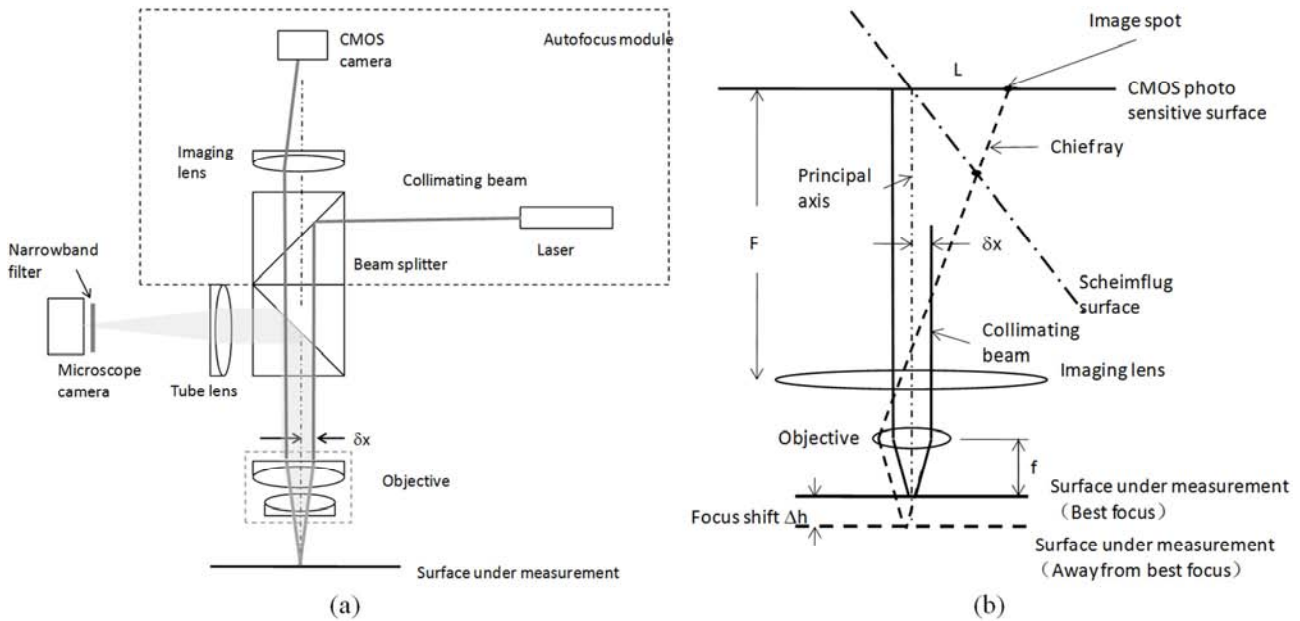 CMOS
camera
Autofocus module
Imaging
lens
Collimating beam
Laser
Narrowband
filter
Beam splitter
Microscope
camera
Tube lens
δx
Objective
Surface under measurement
(a)
Image spot
L
CMOS photo
sensitive surface
Chief ray
Principal
axis
F
δx
Scheimflug
surface
Collimating
beam
Imaging lens
Objective
f
Surface under measurement
（Best focus）
Focus shift Δh
Surface under measurement
（Away from best focus）
(b)